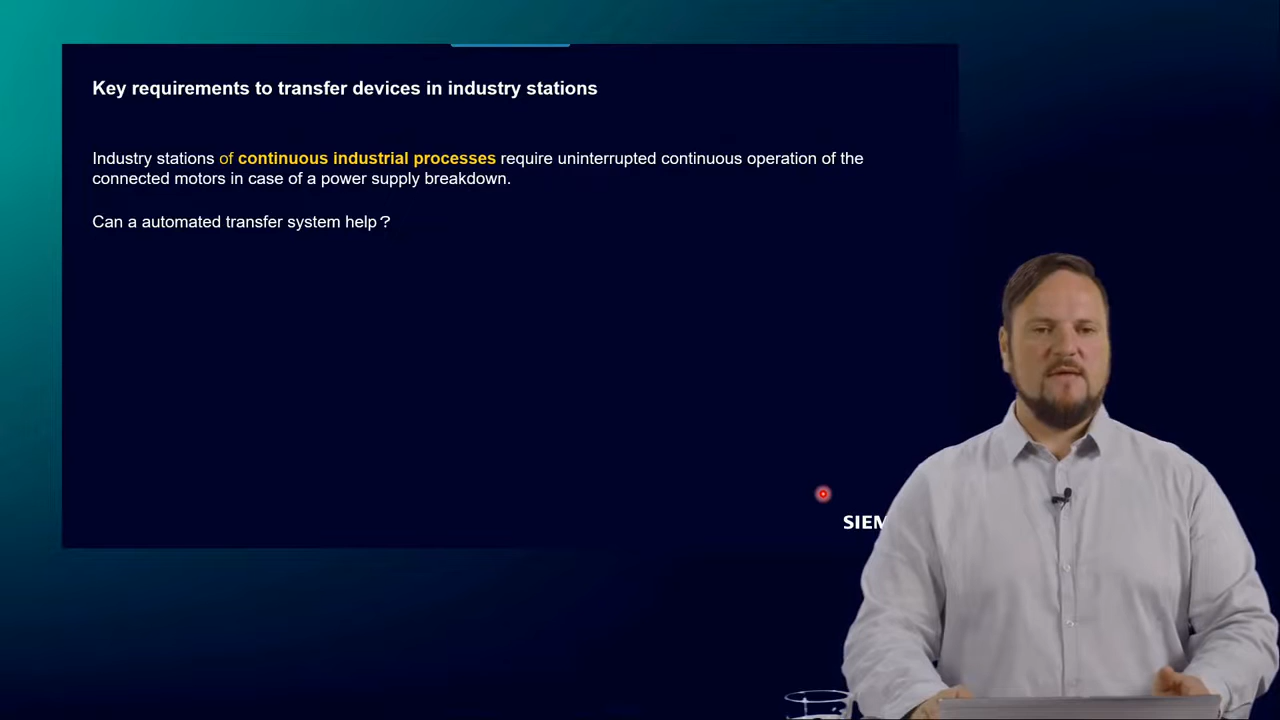 Key requirements to transfer devices in industry stations
Industry stations of continuous industrial processes require uninterrupted continuous operation of the
connected motors in case of a power supply breakdown.
Can a automated transfer system help ?
SIEM